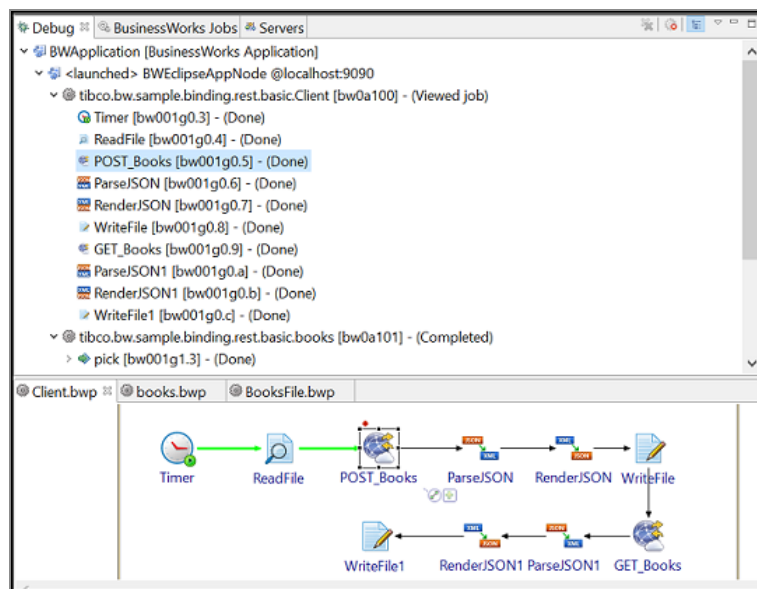 Debug BusinessWorks Jobs Servers
BWApplication [BusinessWorks Application]
<launched> BWEclipseAppNode @localhost:9090
tibco.bw.sample.binding.rest.basic.Client [bw0a100] - (Viewed job)
Timer [bw001g0.3] - (Done)
ReadFile [bw001g0.4] - (Done)
POST_Books [bw001g0.5] - (Done)
ParseJSON [bw001g0.6] - (Done)
RenderJSON [bw001g0.7] - (Done)
WriteFile [bw001g0.8] - (Done)
GET_Books [bw001g0.9] - (Done)
ParseJSON1 [bw001g0.a] - (Done)
RenderJSON1 [bw001g0.b] - (Done)
WriteFile1 [bw001g0.c] - (Done)
tibco.bw.sample.binding.rest.basic.books [bw0a101] - (Completed)
pick [bw001g1.3] - (Done)
Client.bwp books.bwp BooksFile.bwp
Timer ReadFile POST_Books ParseJSON RenderJSON WriteFile
WriteFile1 RenderJSON1 ParseJSON1 GET_Books